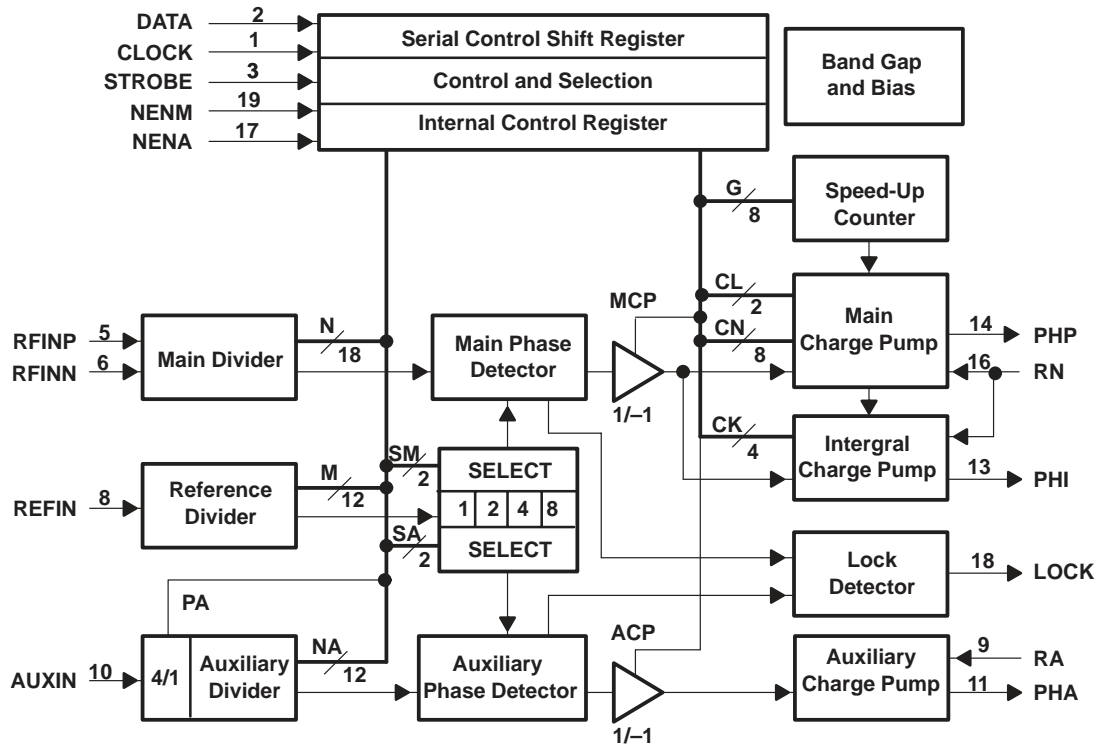 DATA 2
CLOCK 1
STROBE 3
NENM 19
NENA 17
Serial Control Shift Register
Control and Selection
Internal Control Register
Band Gap
and Bias
G
8
Speed-Up
Counter
CL
2
CN
8
MCP
Main
Charge Pump
14 PHP
16 RN
RFINP 5
RFINN 6
Main Divider
N
18
Main Phase
Detector
1/–1
CK
4
Intergral
Charge Pump
13 PHI
REFIN 8
Reference
Divider
M
12
SM
2
SA
2
SELECT
1 2 4 8
SELECT
Lock
Detector
18 LOCK
PA
AUXIN 10
4/1
Auxiliary
Divider
NA
12
Auxiliary
Phase Detector
ACP
1/–1
Auxiliary
Charge Pump
9 RA
11 PHA